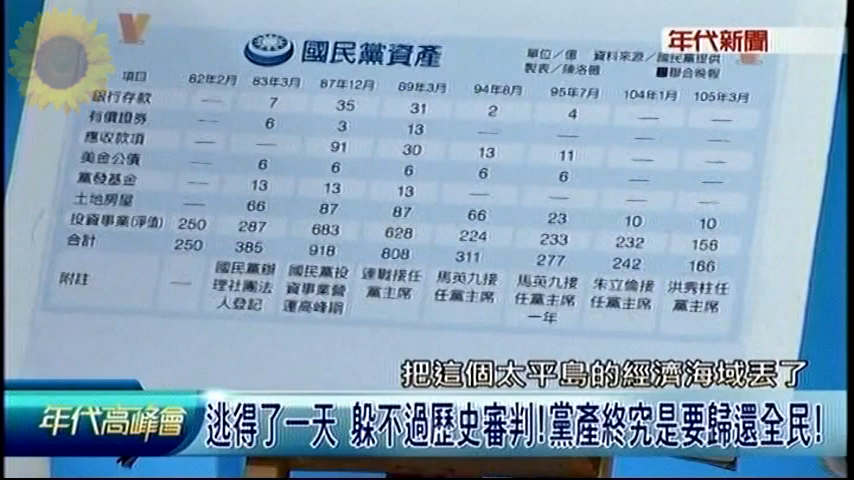 年代新聞
國民黨資產
單位/億 資料來源/國民黨提供
製表/陳洛薇 聯合晚報
項目 82年2月 83年3月 87年12月 89年3月 94年8月 95年7月 104年1月 105年3月
銀行存款 — 7 35 31 2 4 — —
有價證券 — 6 3 13 — — — —
應收款項 — — 91 30 13 11 — —
美金公債 — 6 6 6 6 6 — —
黨發基金 — 13 13 13 — — — —
土地房屋 — 66 87 87 66 23 10 10
投資事業(淨值) 250 287 683 628 224 233 232 156
合計 250 385 918 808 311 277 242 166
附註 — 國民黨辦理社團法人登記 國民黨投資事業營運高峰期 連戰接任黨主席 馬英九接任黨主席 馬英九接任黨主席一年 朱立倫接任黨主席 洪秀柱任黨主席
把這個太平島的經濟海域丟了
年代高峰會
逃得了一天 躲不過歷史審判!黨產終究是要歸還全民!